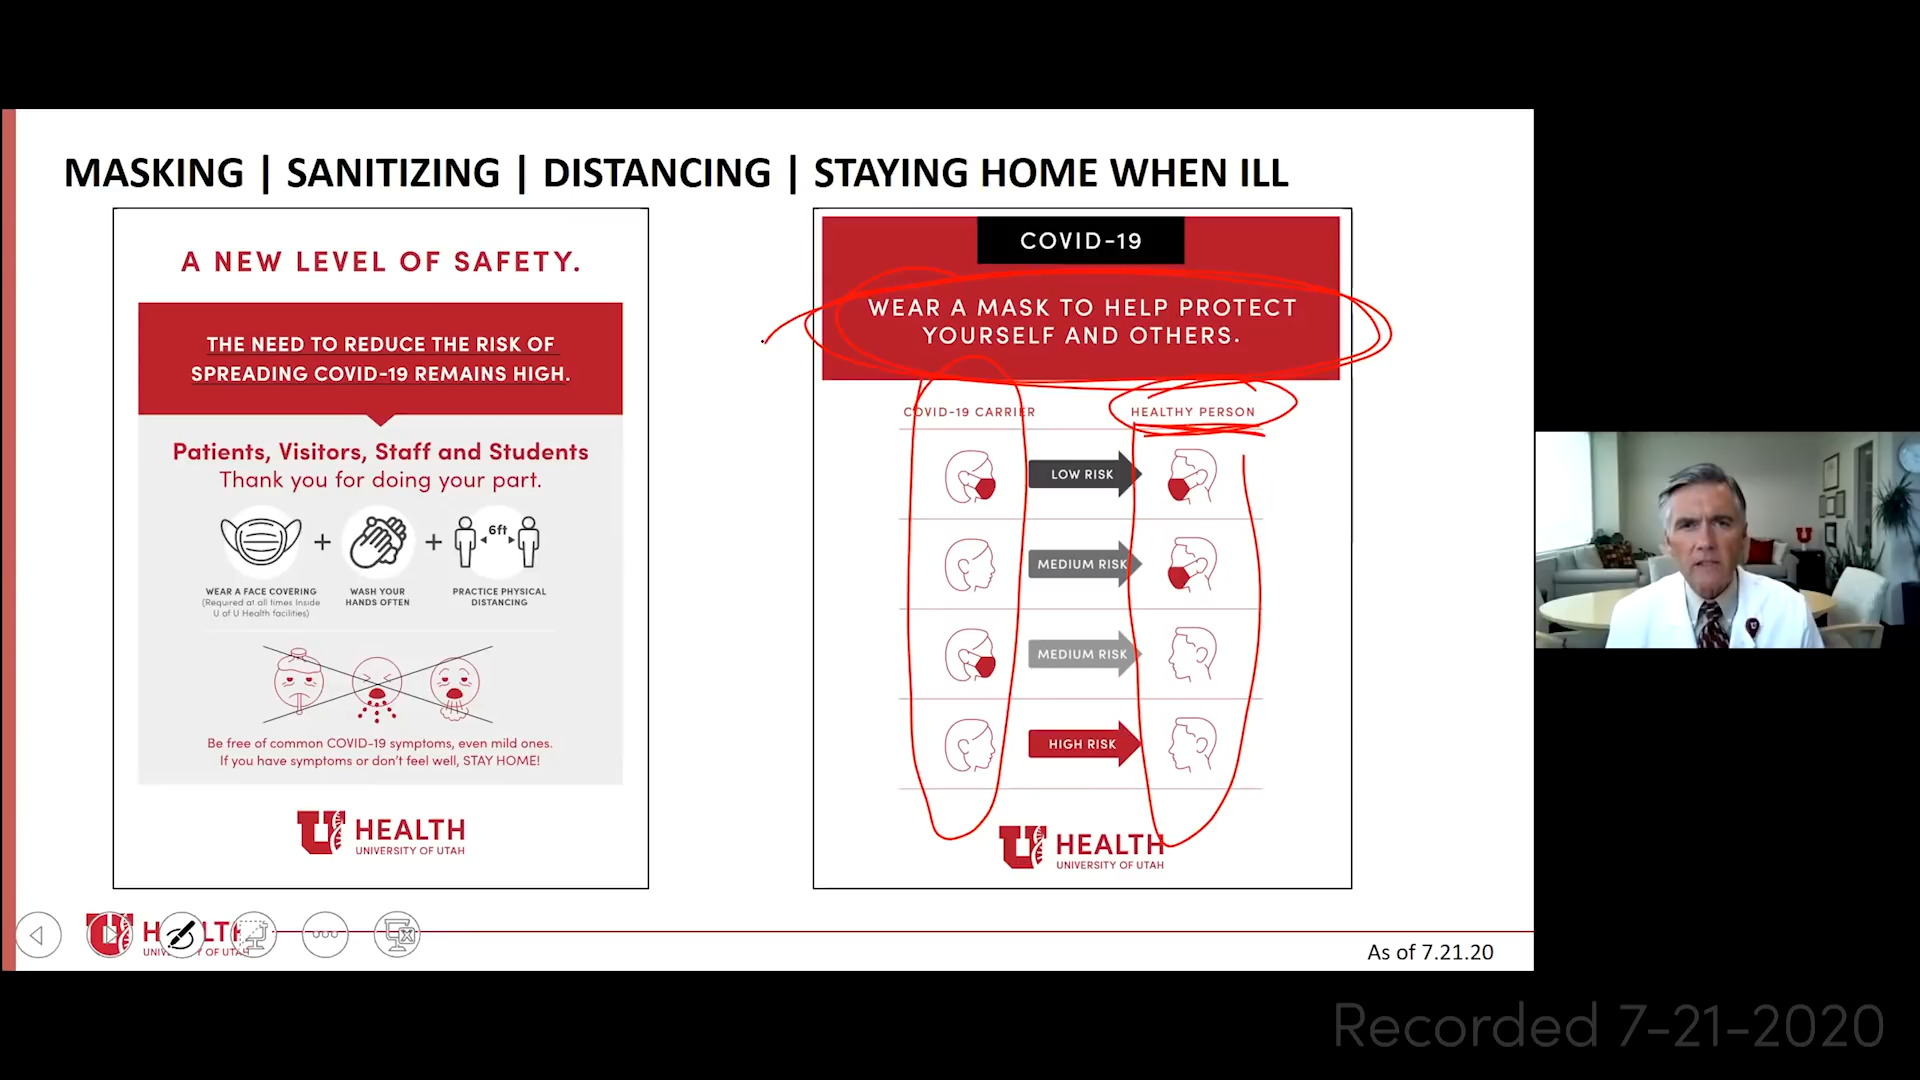 MASKING | SANITIZING | DISTANCING | STAYING HOME WHEN ILL
A NEW LEVEL OF SAFETY.
THE NEED TO REDUCE THE RISK OF
SPREADING COVID-19 REMAINS HIGH.
Patients, Visitors, Staff and Students
Thank you for doing your part.
+
+
6ft
WEAR A FACE COVERING
(Required at all times inside
U of U Health facilities)
WASH YOUR
HANDS OFTEN
PRACTICE PHYSICAL
DISTANCING
Be free of common COVID-19 symptoms, even mild ones.
If you have symptoms or don't feel well, STAY HOME!
U HEALTH
UNIVERSITY OF UTAH
COVID-19
WEAR A MASK TO HELP PROTECT
YOURSELF AND OTHERS.
COVID-19 CARRIER
HEALTHY PERSON
LOW RISK
MEDIUM RISK
MEDIUM RISK
HIGH RISK
U HEALTH
UNIVERSITY OF UTAH
As of 7.21.20
Recorded 7-21-2020